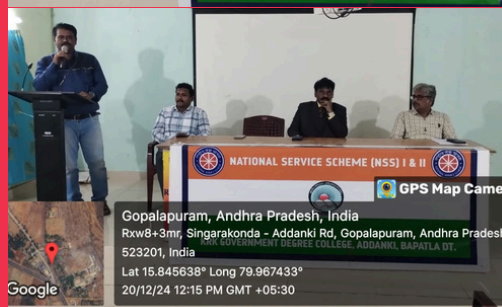 NATIONAL SERVICE SCHEME (NSS) I & II
GPS Map Came
Gopalapuram, Andhra Pradesh, India
KRK GOVERNMENT DEGREE COLLEGE, ADDANKI, BAPATLA DT.
Rxw8+3mr, Singarakonda - Addanki Rd, Gopalapuram, Andhra Pradesh
523201, India
Lat 15.845638° Long 79.967433°
20/12/24 12:15 PM GMT +05:30
Google